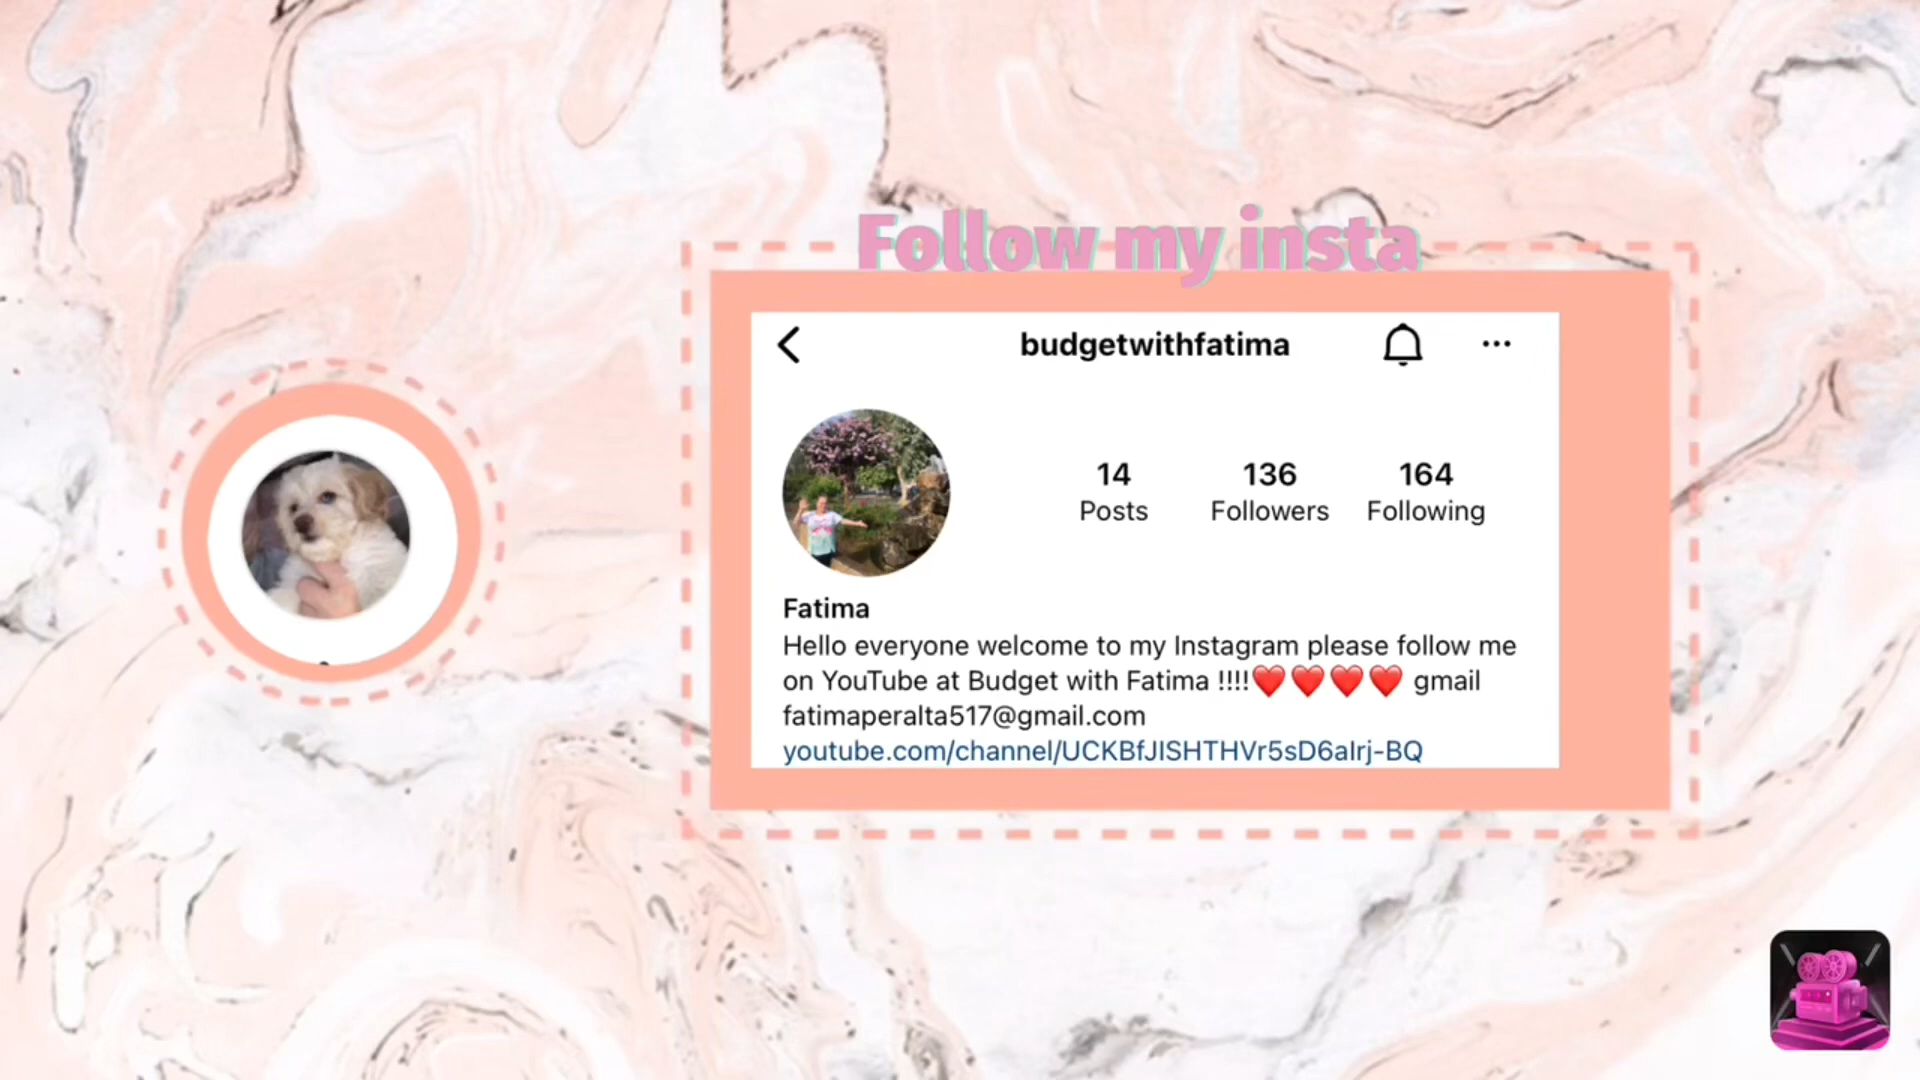 Follow my insta
budgetwithfatima
14 136 164
Posts Followers Following
Fatima
Hello everyone welcome to my Instagram please follow me
on YouTube at Budget with Fatima !!!!❤️❤️❤️❤️ gmail
fatimaperalta517@gmail.com
youtube.com/channel/UCKBfJISHTHVr5sD6aIrj-BQ